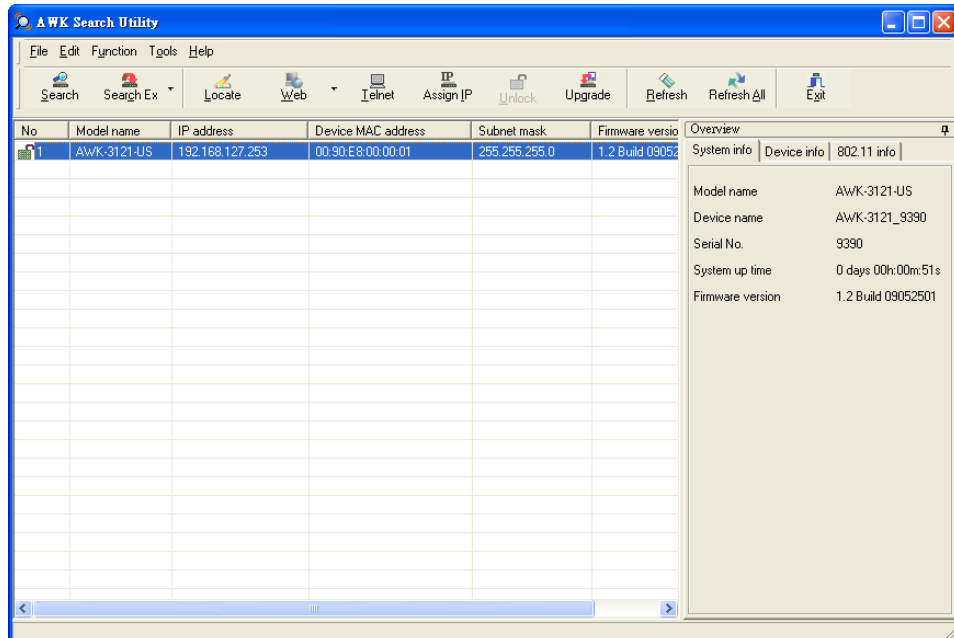 AWK Search Utility
File Edit Function Tools Help
Search Search Ex Locate Web Telnet Assign IP Unlock Upgrade Refresh Refresh All Exit
No Model name IP address Device MAC address Subnet mask Firmware versio
1 AWK-3121-US 192.168.127.253 00:90:E8:00:00:01 255.255.255.0 1.2 Build 09052
Overview
System info Device info 802.11 info
Model name AWK-3121-US
Device name AWK-3121_9390
Serial No. 9390
System up time 0 days 00h:00m:51s
Firmware version 1.2 Build 09052501